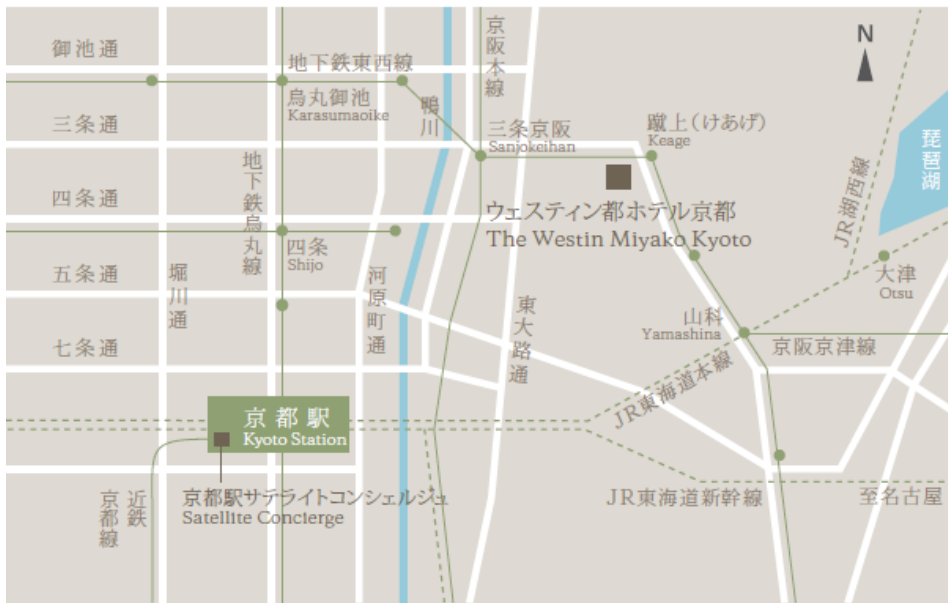 御池通
地下鉄東西線
京阪本線
N
烏丸御池
Karasumaoike
鴨川
三条通
三条京阪
Sanjokeihan
蹴上(けあげ)
Keage
琵琶湖
地下鉄烏丸線
JR湖西線
四条通
ウェスティン都ホテル京都
The Westin Miyako Kyoto
四条
Shijo
五条通
堀川通
河原町通
東大路通
大津
Otsu
山科
Yamashina
七条通
京阪京津線
JR東海道本線
京都駅
Kyoto Station
近鉄
京都線
京都駅サテライトコンシェルジュ
Satellite Concierge
JR東海道新幹線
至名古屋